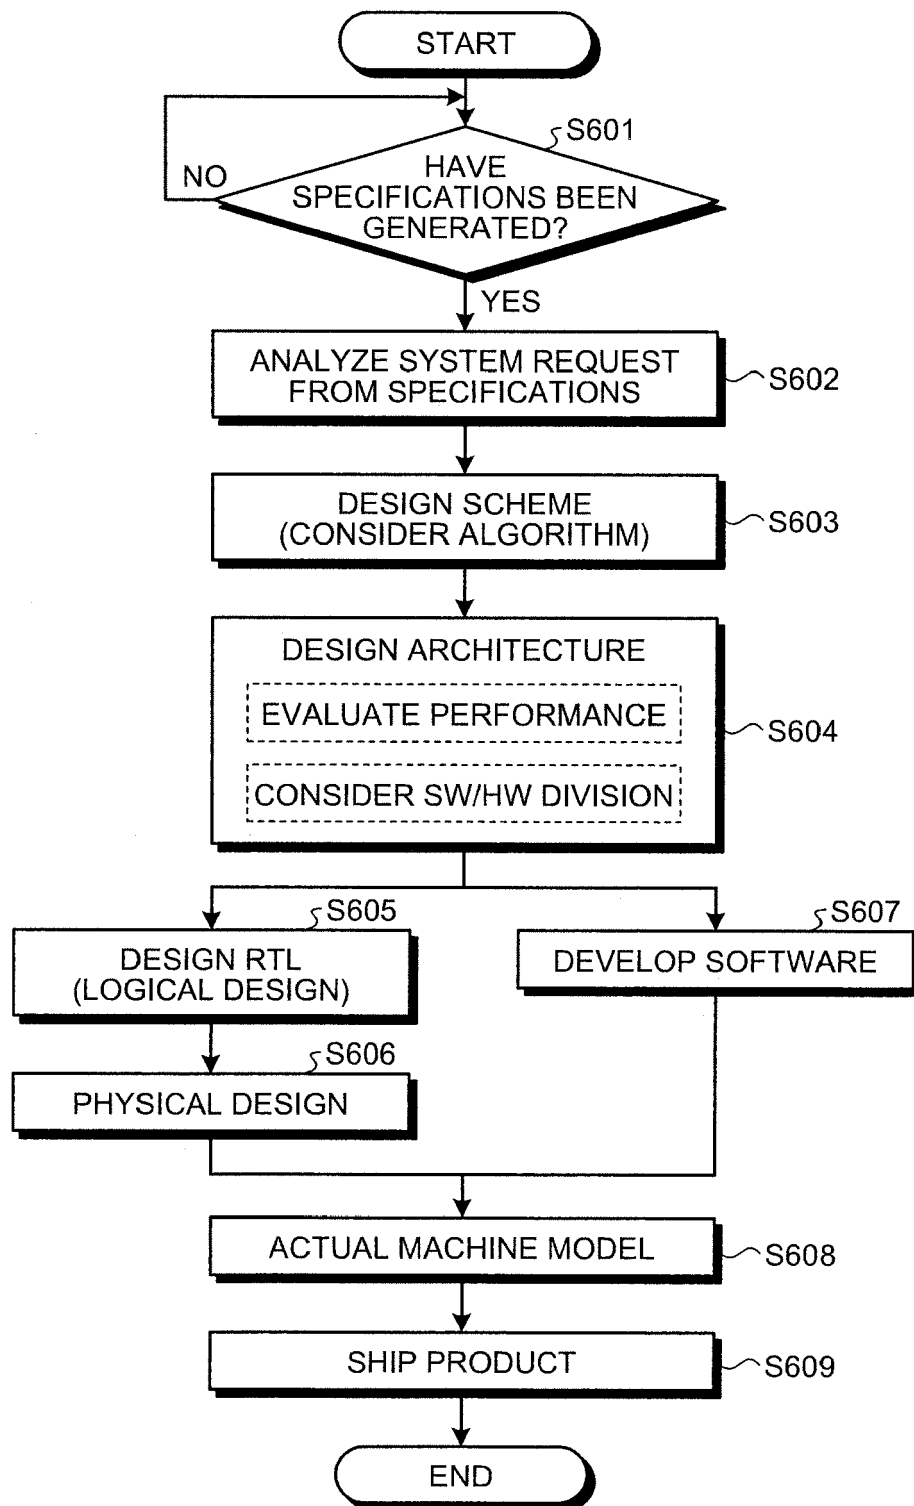 START
S601
HAVE
SPECIFICATIONS BEEN
GENERATED?
NO
YES
ANALYZE SYSTEM REQUEST
FROM SPECIFICATIONS
S602
DESIGN SCHEME
(CONSIDER ALGORITHM)
S603
DESIGN ARCHITECTURE
EVALUATE PERFORMANCE
CONSIDER SW/HW DIVISION
S604
S605
DESIGN RTL
(LOGICAL DESIGN)
S607
DEVELOP SOFTWARE
S606
PHYSICAL DESIGN
ACTUAL MACHINE MODEL
S608
SHIP PRODUCT
S609
END